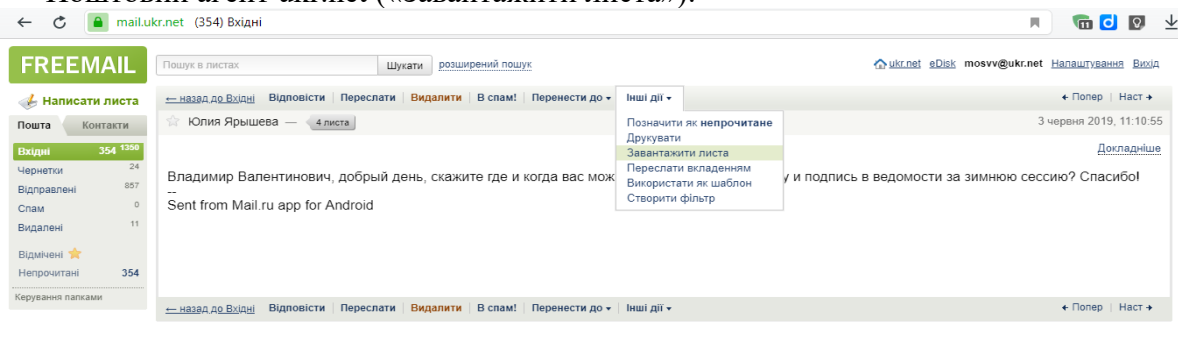 Поштовий агент ukr.net («Завантажити листа»).
mail.ukr.net (354) Вхідні
FREEMAIL
Пошук в листах Шукати розширений пошук
ukr.net eDisk mosvv@ukr.net Налаштування Вихід
Написати листа
← назад до Вхідні Відповісти Переслати Видалити В спам! Перенести до Інші дії
← Попер Наст →
Пошта Контакти
Юлия Ярышева — 4 листа
3 червня 2019, 11:10:55
Позначити як непрочитане
Друкувати
Завантажити листа
Переслати вкладенням
Використати як шаблон
Створити фільтр
Докладніше
Вхідні 354 1350
Чернетки 24
Відправлені 857
Спам 0
Видалені 11
Відмічені
Непрочитані 354
Керування папками
Владимир Валентинович, добрый день, скажите где и когда вас мож у и подпись в ведомости за зимнюю сессию? Спасибо!
--
Sent from Mail.ru app for Android
← назад до Вхідні Відповісти Переслати Видалити В спам! Перенести до Інші дії
← Попер Наст →